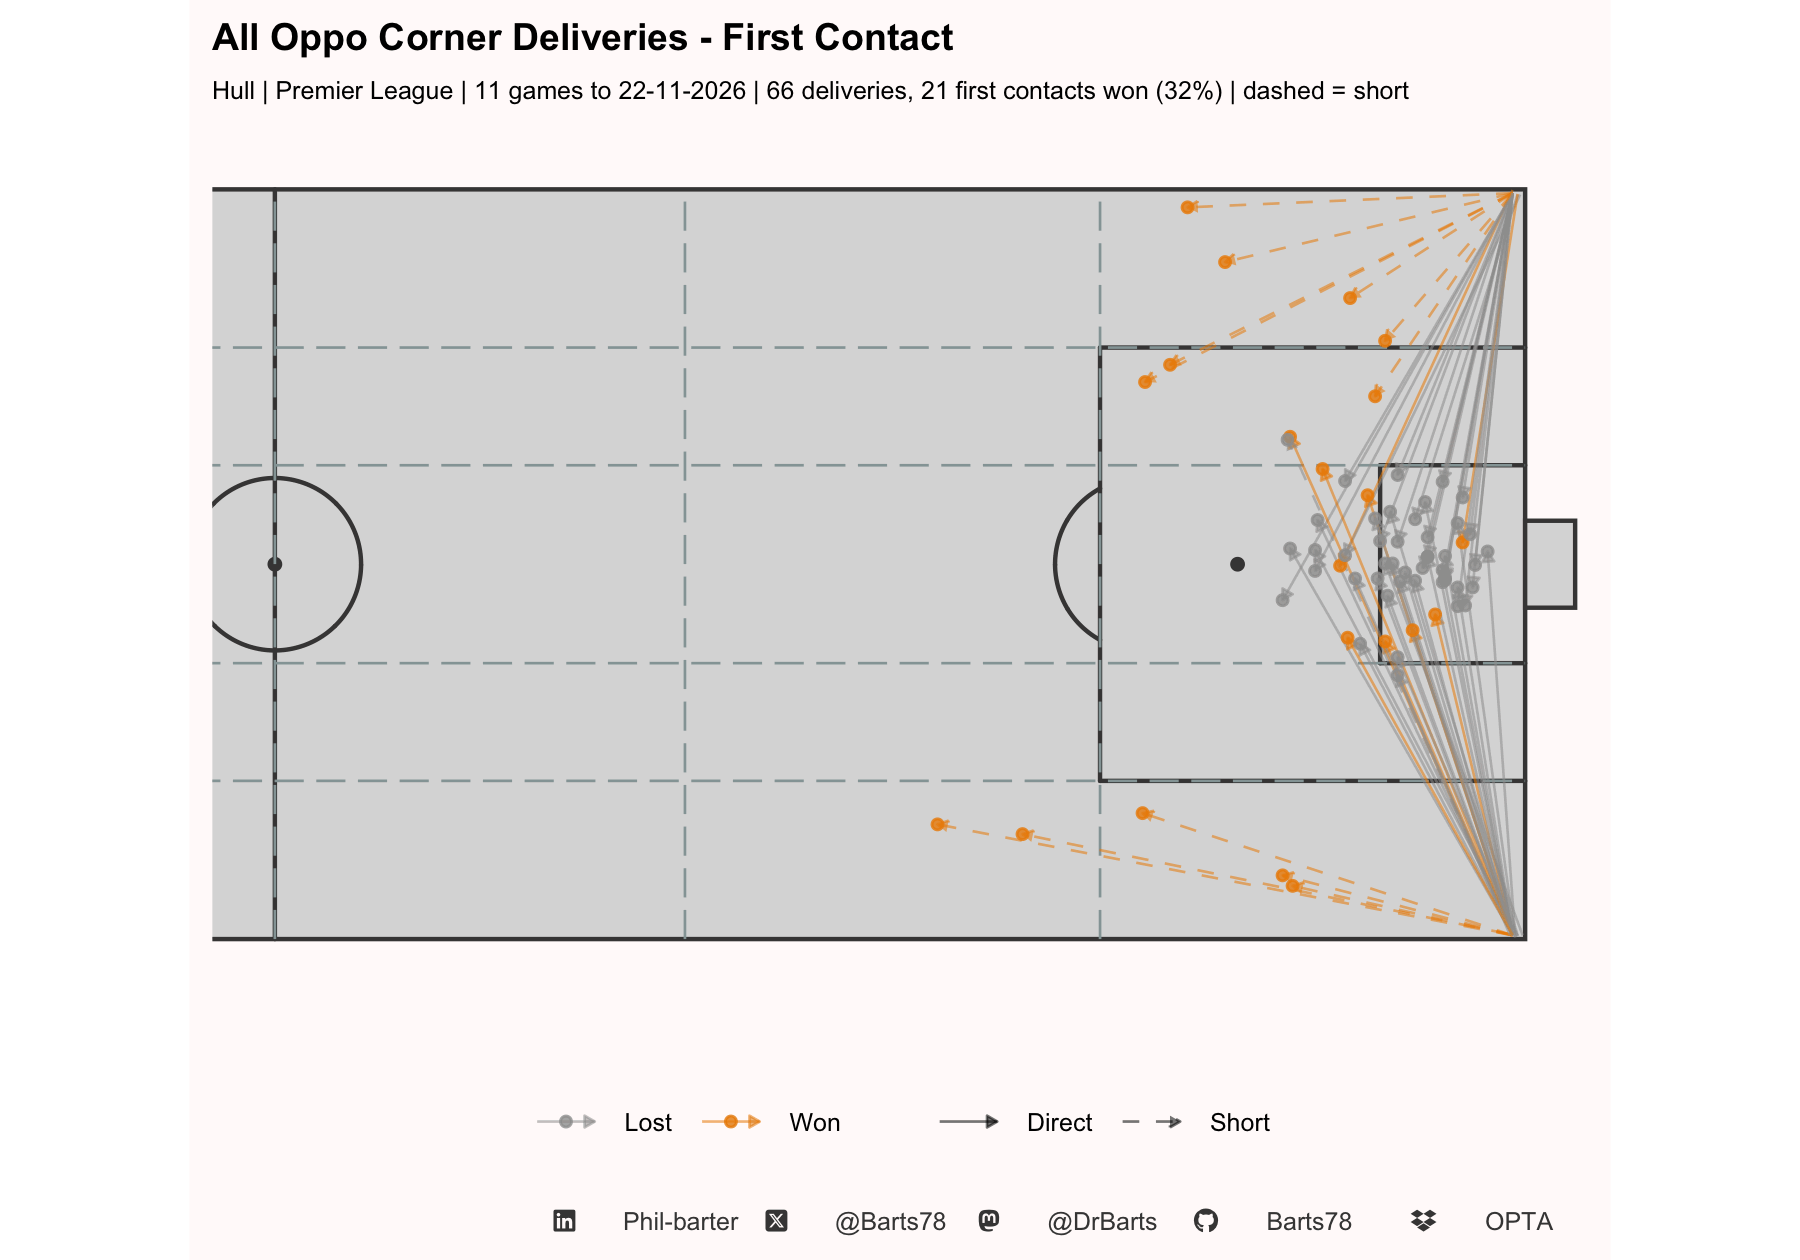 All Oppo Corner Deliveries - First Contact
Hull | Premier League | 11 games to 22-11-2026 | 66 deliveries, 21 first contacts won (32%) | dashed = short
Lost Won Direct Short
Phil-barter @Barts78 @DrBarts Barts78 OPTA